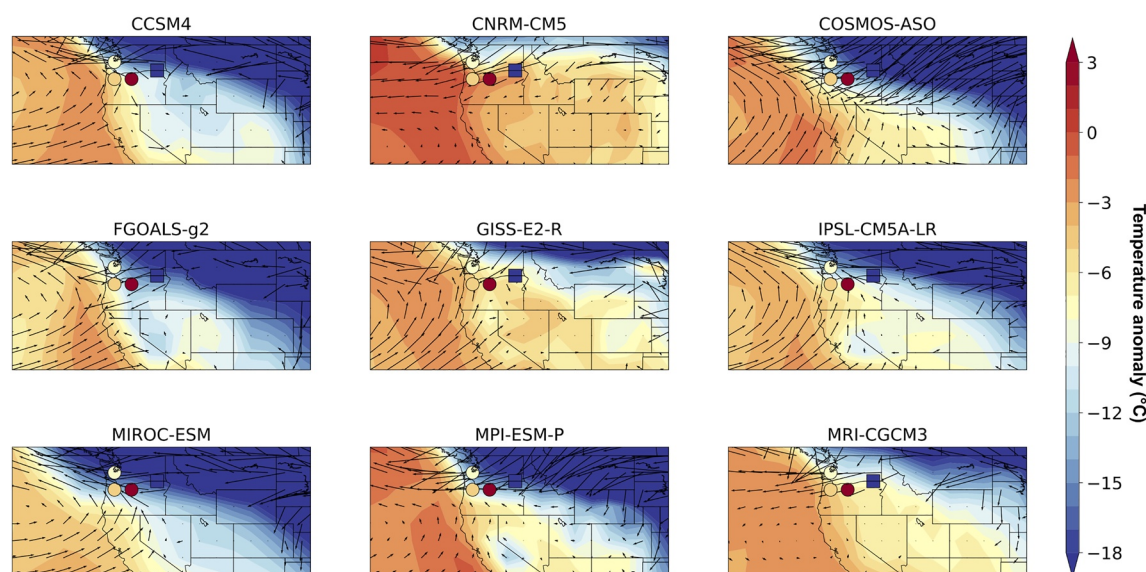 CCSM4
CNRM-CM5
COSMOS-ASO
FGOALS-g2
GISS-E2-R
IPSL-CM5A-LR
MIROC-ESM
MPI-ESM-P
MRI-CGCM3
3
0
−3
−6
−9
−12
−15
−18
Temperature anomaly (°C)